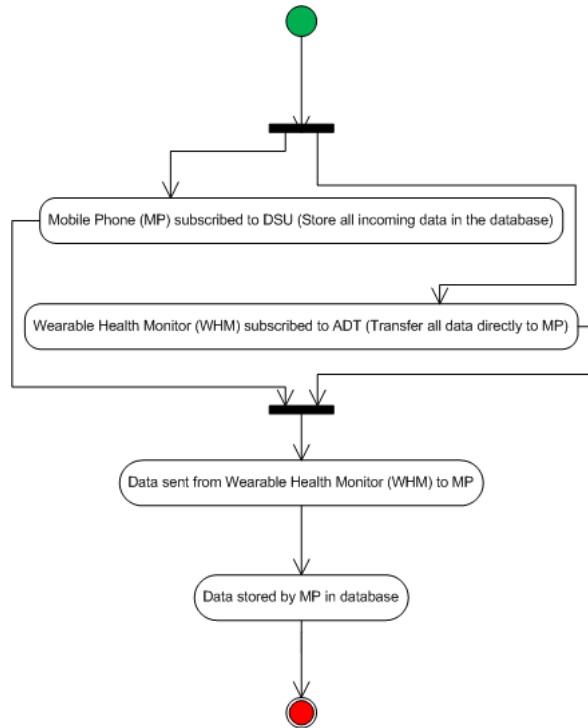 Mobile Phone (MP) subscribed to DSU (Store all incoming data in the database)
Wearable Health Monitor (WHM) subscribed to ADT (Transfer all data directly to MP)
Data sent from Wearable Health Monitor (WHM) to MP
Data stored by MP in database